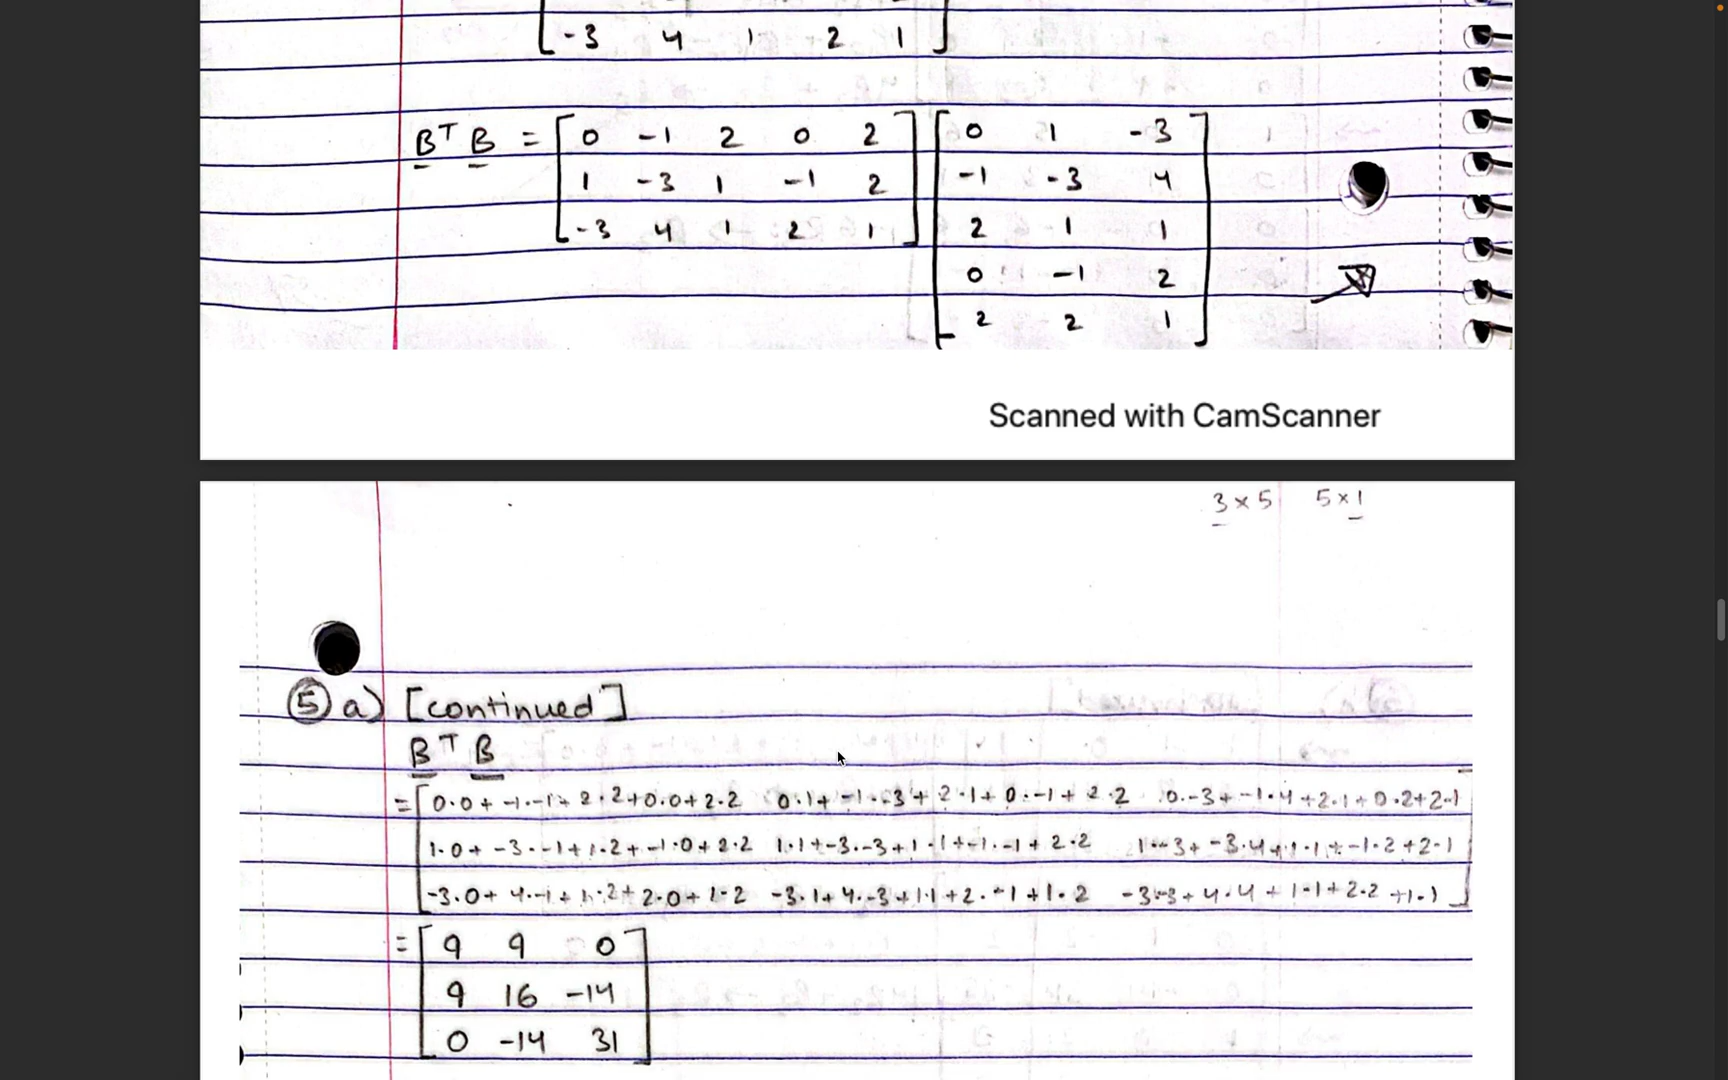 -3 4 1 2 1
B^T B = [ 0 -1 2 0 2 ] [ 0 1 -3 ]
[ 1 -3 1 -1 2 ] [ -1 -3 4 ]
[ -3 4 1 2 1 ] [ 2 1 1 ]
[ 0 -1 2 ]
[ 2 2 1 ]
Scanned with CamScanner
3×5 5×1
⑤ a) [continued]
B^T B
= [ 0·0 + -1·-1 + 2·2+0·0+2·2 0·1+ -1·-3 + 2·1+ 0·-1 + 2·2 0·-3+ -1·4 +2·1+0·2+2·1
1·0 + -3·-1+1·2+ -1·0+2·2 1·1+-3·-3+1·1+-1·-1+2·2 1·-3+ -3·4+1·1+-1·2+2·1
-3·0+ 4·-1+1·2+2·0+1·2 -3·1+4·-3+1·1+2·-1+1·2 -3·-3+4·4+1·1+2·2+1·1 ]
= [ 9 9 0 ]
[ 9 16 -14 ]
[ 0 -14 31 ]